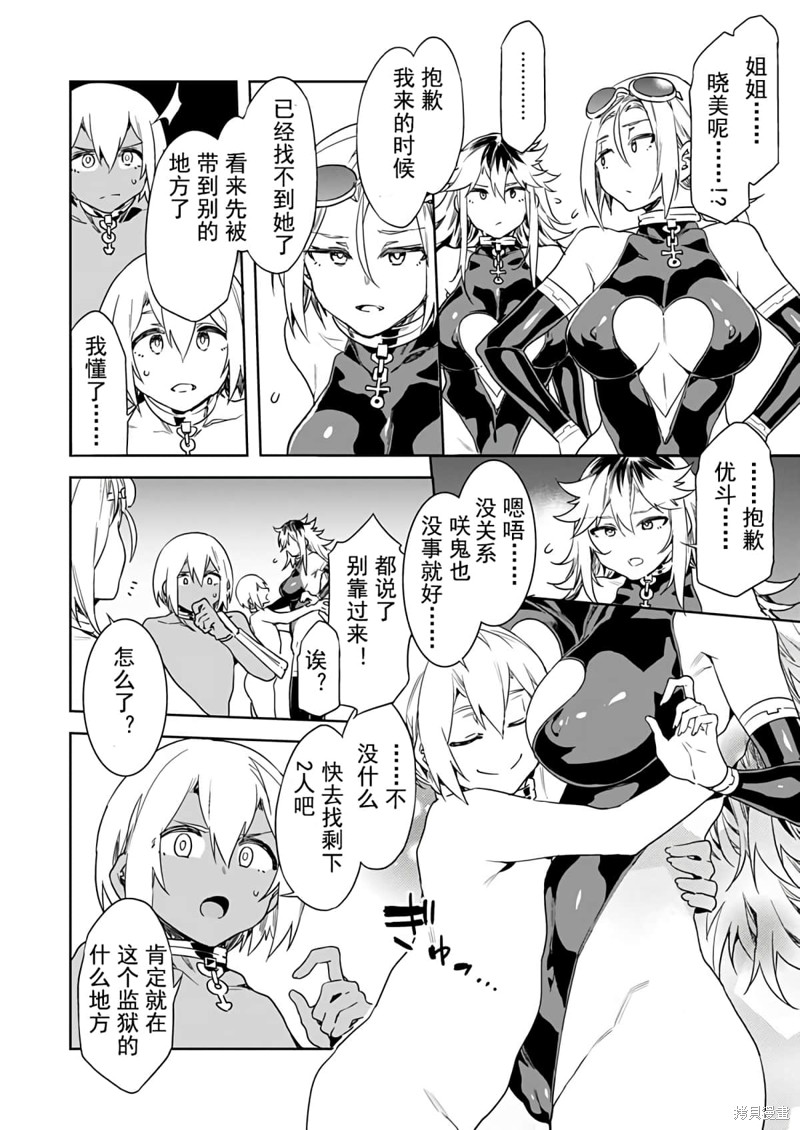 姐姐……
晓美呢……!?
………
抱歉
我来的时候
已经找不到她了
看来先被
带到别的
地方了
我懂了……
……抱歉
优斗……
嗯唔……
没关系
咲鬼也
没事就好……
都说了
别靠过来！
诶？
怎么了？
……不
没什么
快去找剩下
2人吧
肯定就在
这个监狱的
什么地方
ギュ…
拷貝漫畫